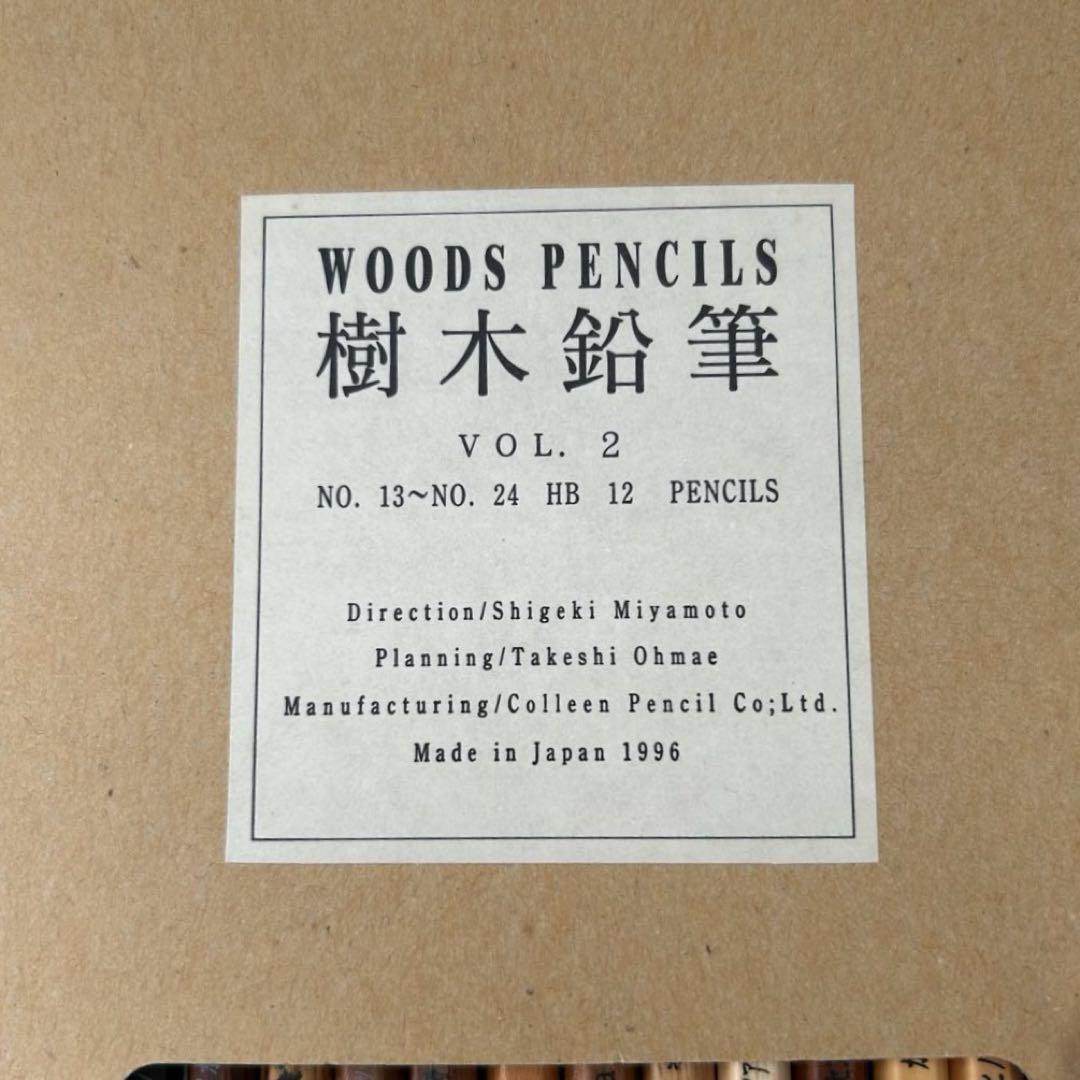 WOODS PENCILS
樹木鉛筆
VOL. 2
NO. 13～NO. 24 HB 12 PENCILS
Direction/Shigeki Miyamoto
Planning/Takeshi Ohmae
Manufacturing/Colleen Pencil Co;Ltd.
Made in Japan 1996